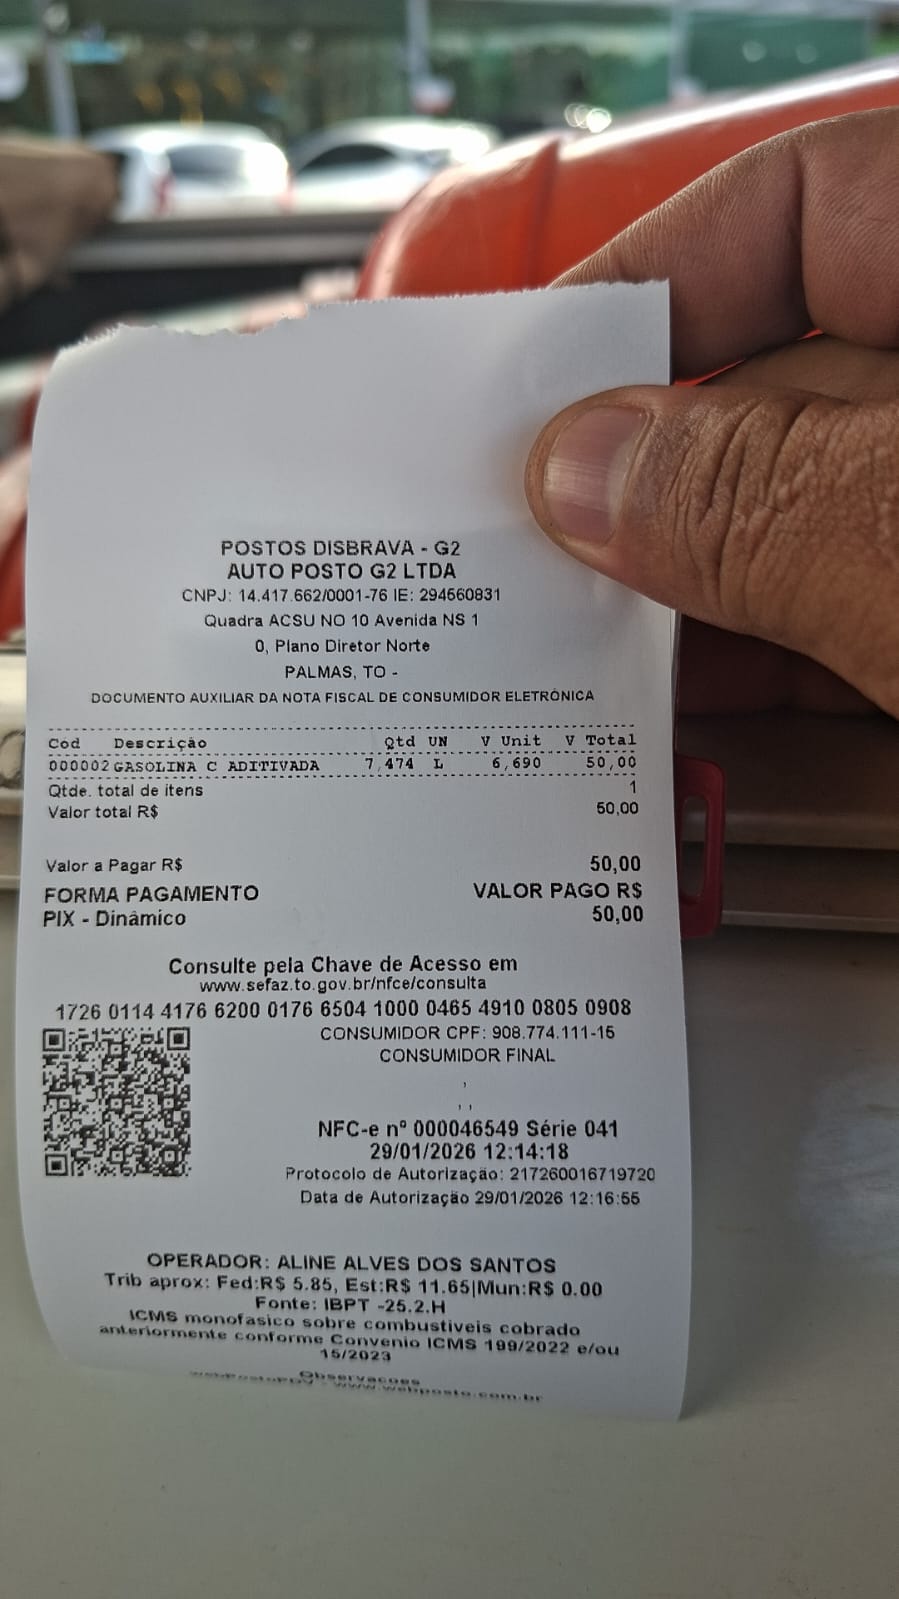 POSTOS DISBRAVA - G2
AUTO POSTO G2 LTDA
CNPJ: 14.417.662/0001-76 IE: 294560831
Quadra ACSU NO 10 Avenida NS 1
0, Plano Diretor Norte
PALMAS, TO -
DOCUMENTO AUXILIAR DA NOTA FISCAL DE CONSUMIDOR ELETRÔNICA
Cod Descrição Qtd UN V Unit V Total
000002 GASOLINA C ADITIVADA 7,474 L 6,690 50,00
Qtde. total de itens 1
Valor total R$ 50,00
Valor a Pagar R$ 50,00
FORMA PAGAMENTO VALOR PAGO R$
PIX - Dinâmico 50,00
Consulte pela Chave de Acesso em
www.sefaz.to.gov.br/nfce/consulta
1726 0114 4176 6200 0176 6504 1000 0465 4910 0805 0908
CONSUMIDOR CPF: 908.774.111-15
CONSUMIDOR FINAL
,
, ,
NFC-e nº 000046549 Série 041
29/01/2026 12:14:18
Protocolo de Autorização: 217260016719720
Data de Autorização 29/01/2026 12:16:55
OPERADOR: ALINE ALVES DOS SANTOS
Trib aprox: Fed:R$ 5.85, Est:R$ 11.65|Mun:R$ 0.00
Fonte: IBPT -25.2.H
ICMS monofasico sobre combustiveis cobrado
anteriormente conforme Convenio ICMS 199/2022 e/ou
15/2023
Observacoes
webPostoPDV - www.webposto.com.br